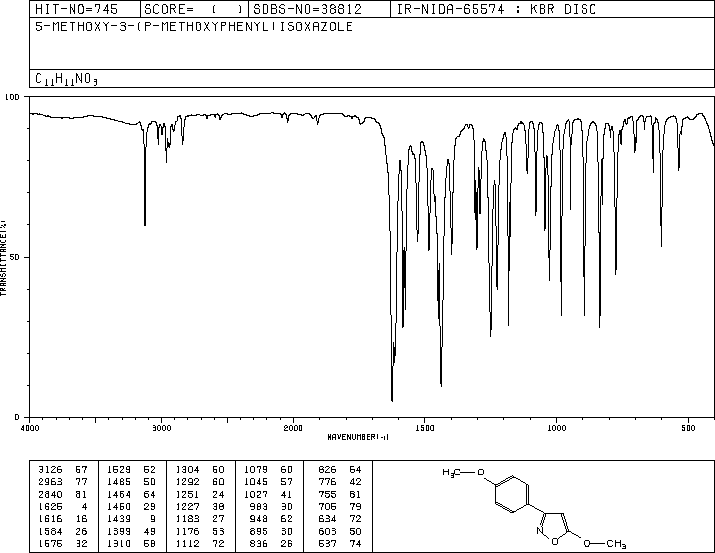 HIT-NO=745 SCORE= ( ) SDBS-NO=38812 IR-NIDA-65574 : KBR DISC
5-METHOXY-3-(P-METHOXYPHENYL)ISOXAZOLE
C11H11NO3
100
50
0
TRANSMITTANCE(%)
4000 3000 2000 1500 1000 500
WAVENUMBER(-1)
3126 57 1529 52 1304 60 1079 60 826 64
2963 77 1485 50 1292 60 1045 57 776 42
2840 81 1464 64 1251 24 1027 41 755 81
1625 4 1450 29 1227 38 983 30 705 79
1616 16 1439 9 1183 27 948 62 634 72
1584 26 1399 49 1176 53 895 30 603 50
1575 32 1310 58 1112 72 836 26 537 74
H3C O
N O O CH3